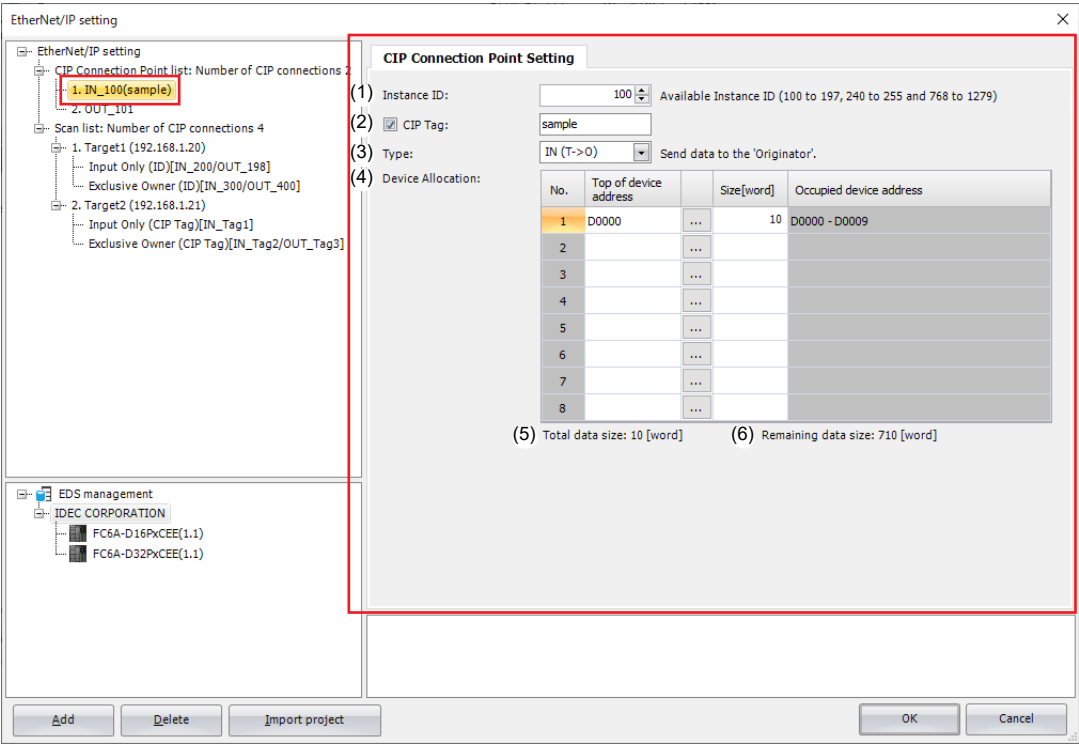 EtherNet/IP setting
EtherNet/IP setting
CIP Connection Point list: Number of CIP connections 2
1. IN_100(sample)
2. OUT_101
Scan list: Number of CIP connections 4
1. Target1 (192.168.1.20)
Input Only (ID)[IN_200/OUT_198]
Exclusive Owner (ID)[IN_300/OUT_400]
2. Target2 (192.168.1.21)
Input Only (CIP Tag)[IN_Tag1]
Exclusive Owner (CIP Tag)[IN_Tag2/OUT_Tag3]
EDS management
IDEC CORPORATION
FC6A-D16PxCEE(1.1)
FC6A-D32PxCEE(1.1)
CIP Connection Point Setting
(1) Instance ID: 100 Available Instance ID (100 to 197, 240 to 255 and 768 to 1279)
(2) CIP Tag: sample
(3) Type: IN (T->O) Send data to the 'Originator'.
(4) Device Allocation:
No. Top of device address Size[word] Occupied device address
1 D0000 ... 10 D0000 - D0009
2 ...
3 ...
4 ...
5 ...
6 ...
7 ...
8 ...
(5) Total data size: 10 [word] (6) Remaining data size: 710 [word]
Add Delete Import project OK Cancel